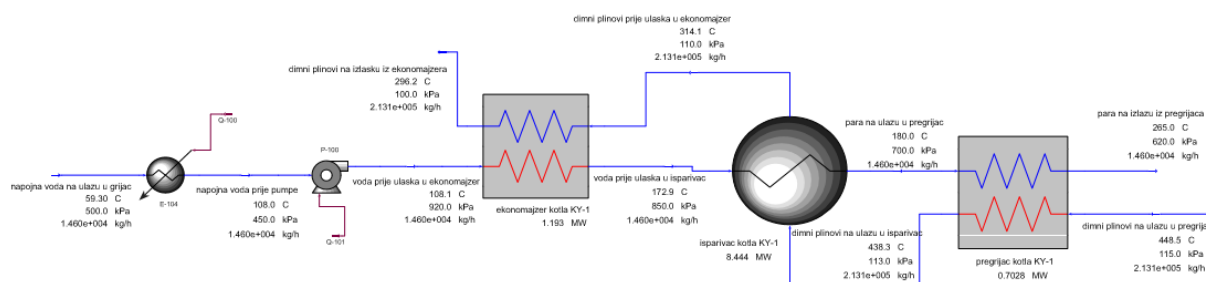 dimni plinovi prije ulaska u ekonomajzer
314.1 C
110.0 kPa
2.131e+005 kg/h
dimni plinovi na izlasku iz ekonomajzera
296.2 C
100.0 kPa
2.131e+005 kg/h
Q-100
napojna voda na ulazu u grijac
59.30 C
500.0 kPa
1.460e+004 kg/h
E-104
napojna voda prije pumpe
108.0 C
450.0 kPa
1.460e+004 kg/h
P-100
Q-101
voda prije ulaska u ekonomajzer
108.1 C
920.0 kPa
1.460e+004 kg/h
ekonomajzer kotla KY-1
1.193 MW
voda prije ulaska u isparivac
172.9 C
850.0 kPa
1.460e+004 kg/h
isparivac kotla KY-1
8.444 MW
para na ulazu u pregrijac
180.0 C
700.0 kPa
1.460e+004 kg/h
dimni plinovi na ulazu u isparivac
438.3 C
113.0 kPa
2.131e+005 kg/h
pregrijac kotla KY-1
0.7028 MW
para na izlazu iz pregrijaca
265.0 C
620.0 kPa
1.460e+004 kg/h
dimni plinovi na ulazu u pregrija
448.5 C
115.0 kPa
2.131e+005 kg/h